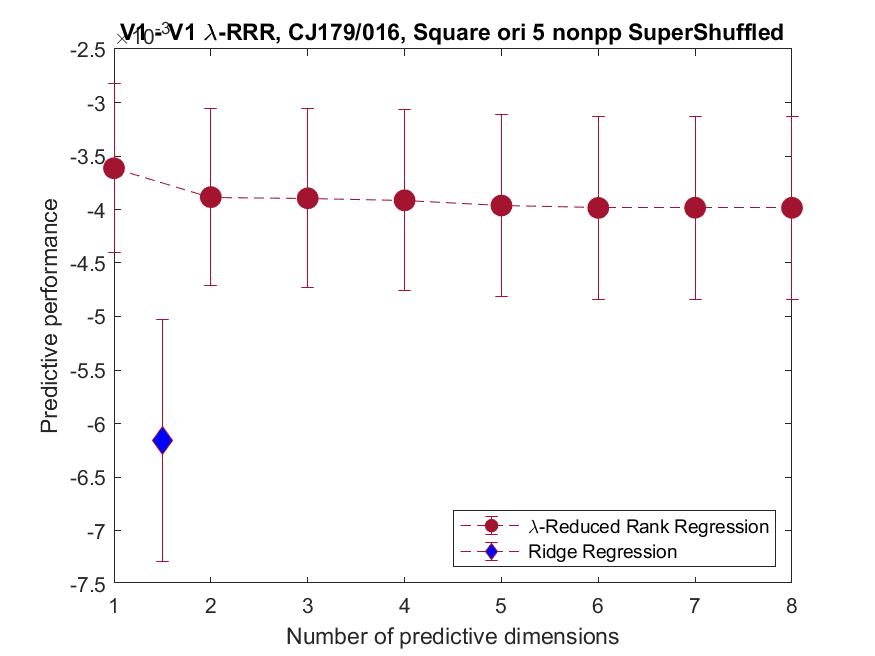 V1 - V1 λ-RRR, CJ179/016, Square ori 5 nonpp SuperShuffled
×10-3
-2.5
-3
-3.5
-4
-4.5
-5
-5.5
-6
-6.5
-7
-7.5
Predictive performance
λ-Reduced Rank Regression
Ridge Regression
1 2 3 4 5 6 7 8
Number of predictive dimensions